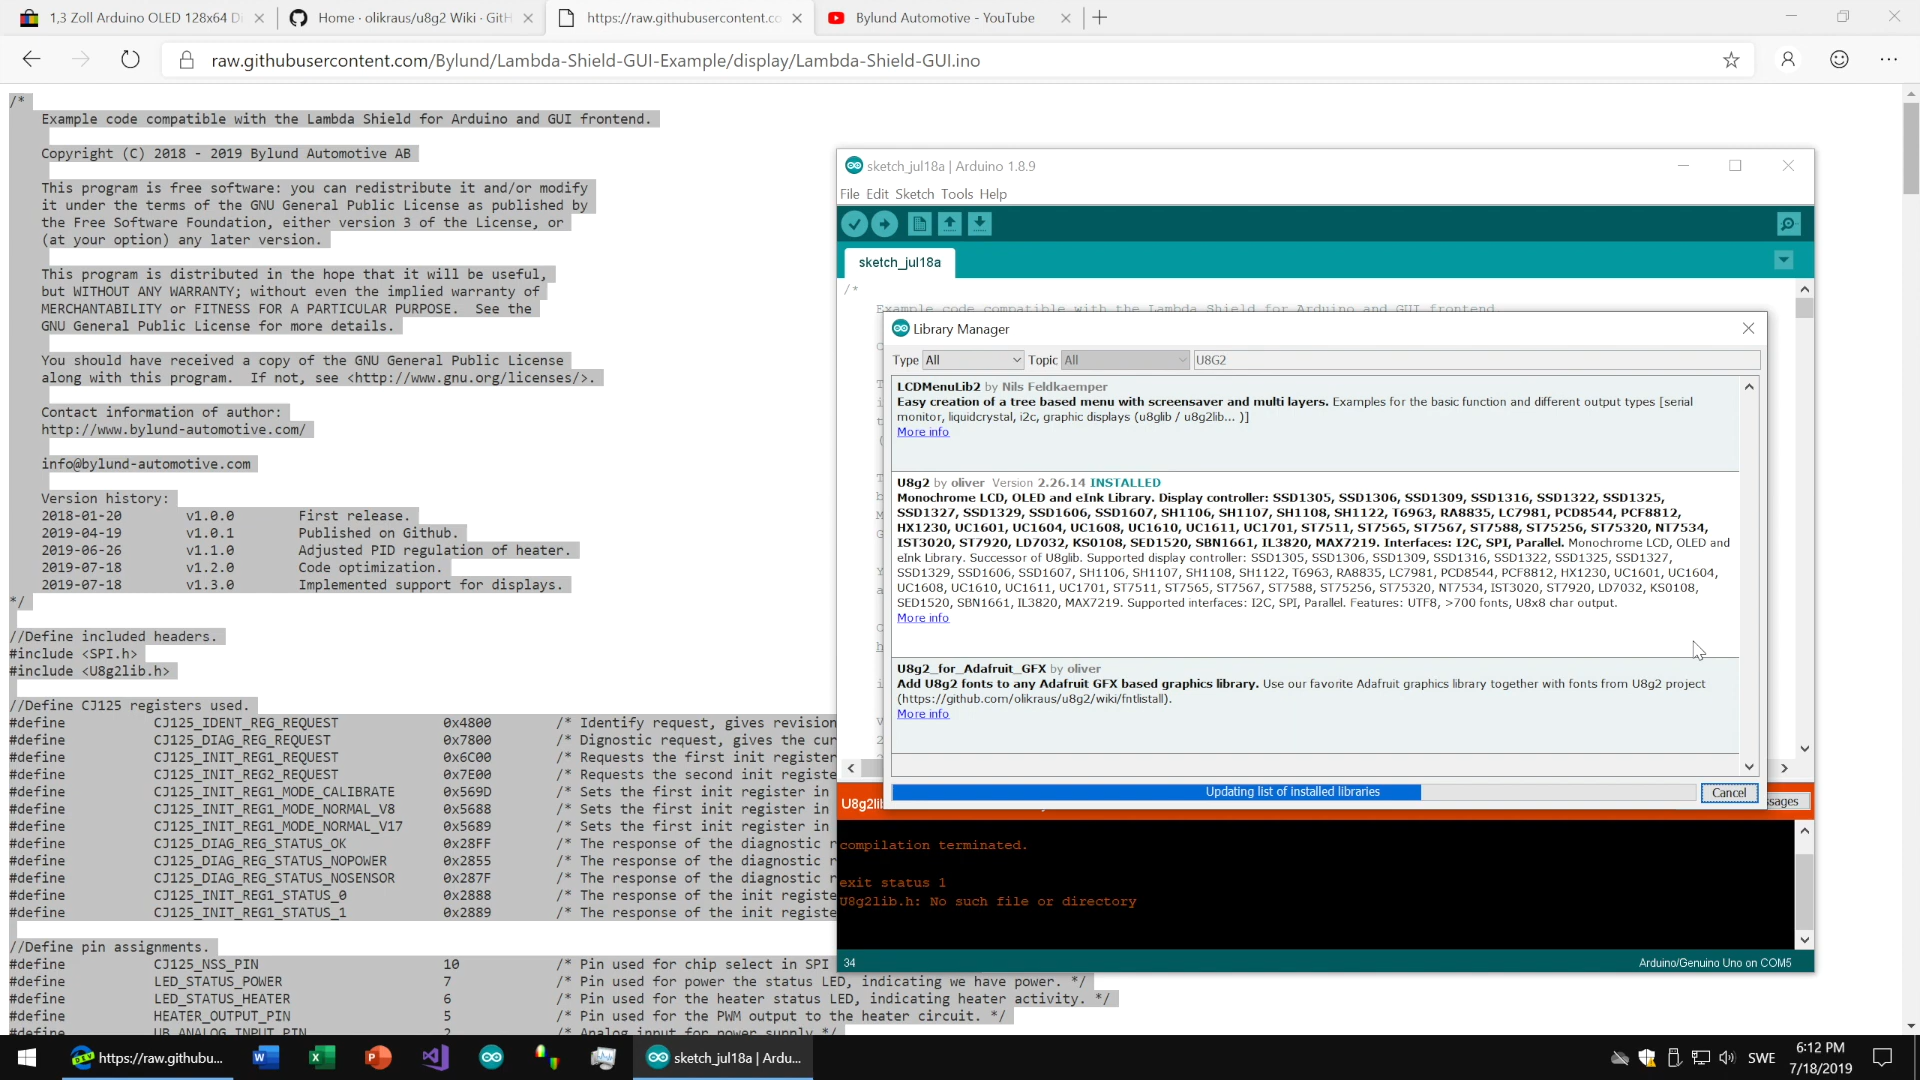 1,3 Zoll Arduino OLED 128x64 D
Home · olikraus/u8g2 Wiki · GitH
https://raw.githubusercontent.co
Bylund Automotive - YouTube
raw.githubusercontent.com/Bylund/Lambda-Shield-GUI-Example/display/Lambda-Shield-GUI.ino
/*
Example code compatible with the Lambda Shield for Arduino and GUI frontend.
Copyright (C) 2018 - 2019 Bylund Automotive AB
This program is free software: you can redistribute it and/or modify
it under the terms of the GNU General Public License as published by
the Free Software Foundation, either version 3 of the License, or
(at your option) any later version.
This program is distributed in the hope that it will be useful,
but WITHOUT ANY WARRANTY; without even the implied warranty of
MERCHANTABILITY or FITNESS FOR A PARTICULAR PURPOSE.  See the
GNU General Public License for more details.
You should have received a copy of the GNU General Public License
along with this program.  If not, see <http://www.gnu.org/licenses/>.
Contact information of author:
http://www.bylund-automotive.com/
info@bylund-automotive.com
Version history:
2018-01-20 v1.0.0 First release.
2019-04-19 v1.0.1 Published on Github.
2019-06-26 v1.1.0 Adjusted PID regulation of heater.
2019-07-18 v1.2.0 Code optimization.
2019-07-18 v1.3.0 Implemented support for displays.
*/
//Define included headers.
#include <SPI.h>
#include <U8g2lib.h>
//Define CJ125 registers used.
#define CJ125_IDENT_REG_REQUEST 0x4800 /* Identify request, gives revision
#define CJ125_DIAG_REG_REQUEST 0x7800 /* Dignostic request, gives the cur
#define CJ125_INIT_REG1_REQUEST 0x6C00 /* Requests the first init register
#define CJ125_INIT_REG2_REQUEST 0x7E00 /* Requests the second init registe
#define CJ125_INIT_REG1_MODE_CALIBRATE 0x569D /* Sets the first init register in
#define CJ125_INIT_REG1_MODE_NORMAL_V8 0x5688 /* Sets the first init register in
#define CJ125_INIT_REG1_MODE_NORMAL_V17 0x5689 /* Sets the first init register in
#define CJ125_DIAG_REG_STATUS_OK 0x28FF /* The response of the diagnostic r
#define CJ125_DIAG_REG_STATUS_NOPOWER 0x2855 /* The response of the diagnostic r
#define CJ125_DIAG_REG_STATUS_NOSENSOR 0x287F /* The response of the diagnostic r
#define CJ125_INIT_REG1_STATUS_0 0x2888 /* The response of the init registe
#define CJ125_INIT_REG1_STATUS_1 0x2889 /* The response of the init registe
//Define pin assignments.
#define CJ125_NSS_PIN 10 /* Pin used for chip select in SPI
#define LED_STATUS_POWER 7 /* Pin used for power the status LED, indicating we have power. */
#define LED_STATUS_HEATER 6 /* Pin used for the heater status LED, indicating heater activity. */
#define HEATER_OUTPUT_PIN 5 /* Pin used for the PWM output to the heater circuit. */
#define UB_ANALOG_INPUT_PIN 2 /* Analog input for power supply.*/
sketch_jul18a | Arduino 1.8.9
File Edit Sketch Tools Help
sketch_jul18a
/*
Example code compatible with the Lambda Shield for Arduino and GUI frontend.
Library Manager
Type All Topic All U8G2
LCDMenuLib2 by Nils Feldkaemper
Easy creation of a tree based menu with screensaver and multi layers. Examples for the basic function and different output types [serial
monitor, liquidcrystal, i2c, graphic displays (u8glib / u8g2lib... )]
More info
U8g2 by oliver Version 2.26.14 INSTALLED
Monochrome LCD, OLED and eInk Library. Display controller: SSD1305, SSD1306, SSD1309, SSD1316, SSD1322, SSD1325,
SSD1327, SSD1329, SSD1606, SSD1607, SH1106, SH1107, SH1108, SH1122, T6963, RA8835, LC7981, PCD8544, PCF8812,
HX1230, UC1601, UC1604, UC1608, UC1610, UC1611, UC1701, ST7511, ST7565, ST7567, ST7588, ST75256, ST75320, NT7534,
IST3020, ST7920, LD7032, KS0108, SED1520, SBN1661, IL3820, MAX7219. Interfaces: I2C, SPI, Parallel. Monochrome LCD, OLED and
eInk Library. Successor of U8glib. Supported display controller: SSD1305, SSD1306, SSD1309, SSD1316, SSD1322, SSD1325, SSD1327,
SSD1329, SSD1606, SSD1607, SH1106, SH1107, SH1108, SH1122, T6963, RA8835, LC7981, PCD8544, PCF8812, HX1230, UC1601, UC1604,
UC1608, UC1610, UC1611, UC1701, ST7511, ST7565, ST7567, ST7588, ST75256, ST75320, NT7534, IST3020, ST7920, LD7032, KS0108,
SED1520, SBN1661, IL3820, MAX7219. Supported interfaces: I2C, SPI, Parallel. Features: UTF8, >700 fonts, U8x8 char output.
More info
U8g2_for_Adafruit_GFX by oliver
Add U8g2 fonts to any Adafruit GFX based graphics library. Use our favorite Adafruit graphics library together with fonts from U8g2 project
(https://github.com/olikraus/u8g2/wiki/fntlistall).
More info
Updating list of installed libraries
Cancel
U8g2lib
ssages
compilation terminated.
exit status 1
U8g2lib.h: No such file or directory
34
Arduino/Genuino Uno on COM5
https://raw.githubu...
sketch_jul18a | Ardu...
SWE
6:12 PM
7/18/2019